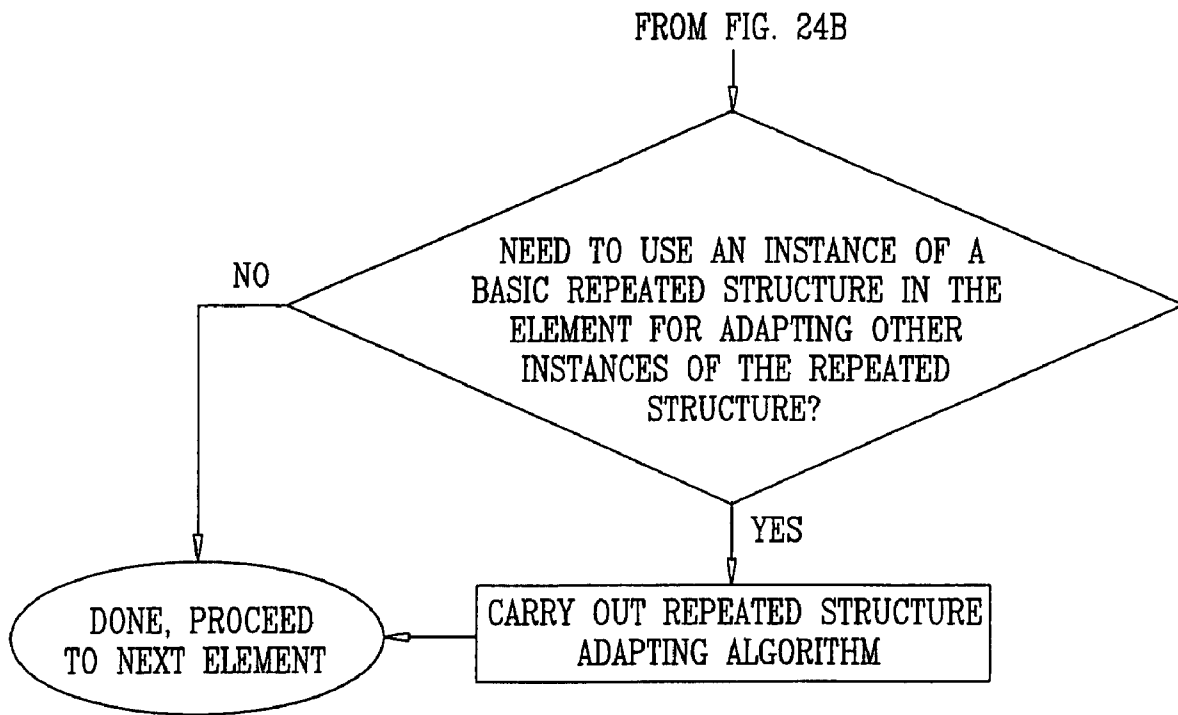 FROM FIG. 24B
NEED TO USE AN INSTANCE OF A
BASIC REPEATED STRUCTURE IN THE
ELEMENT FOR ADAPTING OTHER
INSTANCES OF THE REPEATED
STRUCTURE?
NO
YES
CARRY OUT REPEATED STRUCTURE
ADAPTING ALGORITHM
DONE, PROCEED
TO NEXT ELEMENT